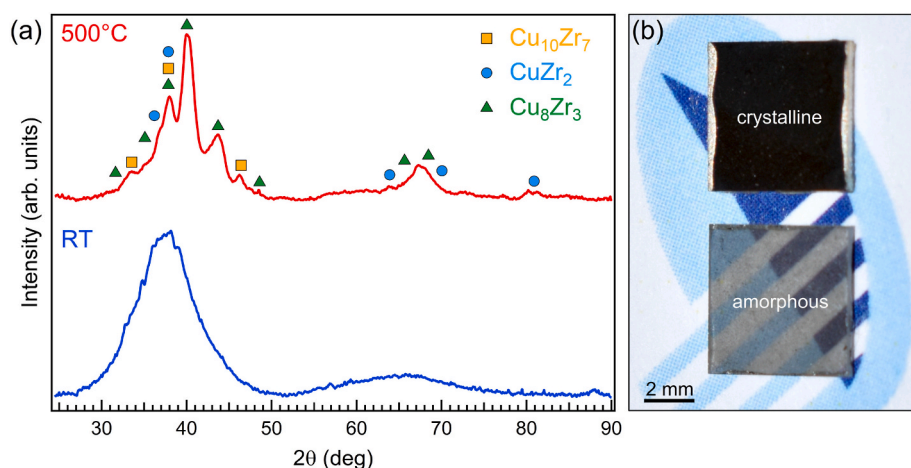 (a)
500°C
Cu₁₀Zr₇
CuZr₂
Cu₈Zr₃
RT
Intensity (arb. units)
30 40 50 60 70 80 90
2θ (deg)
(b)
crystalline
amorphous
2 mm